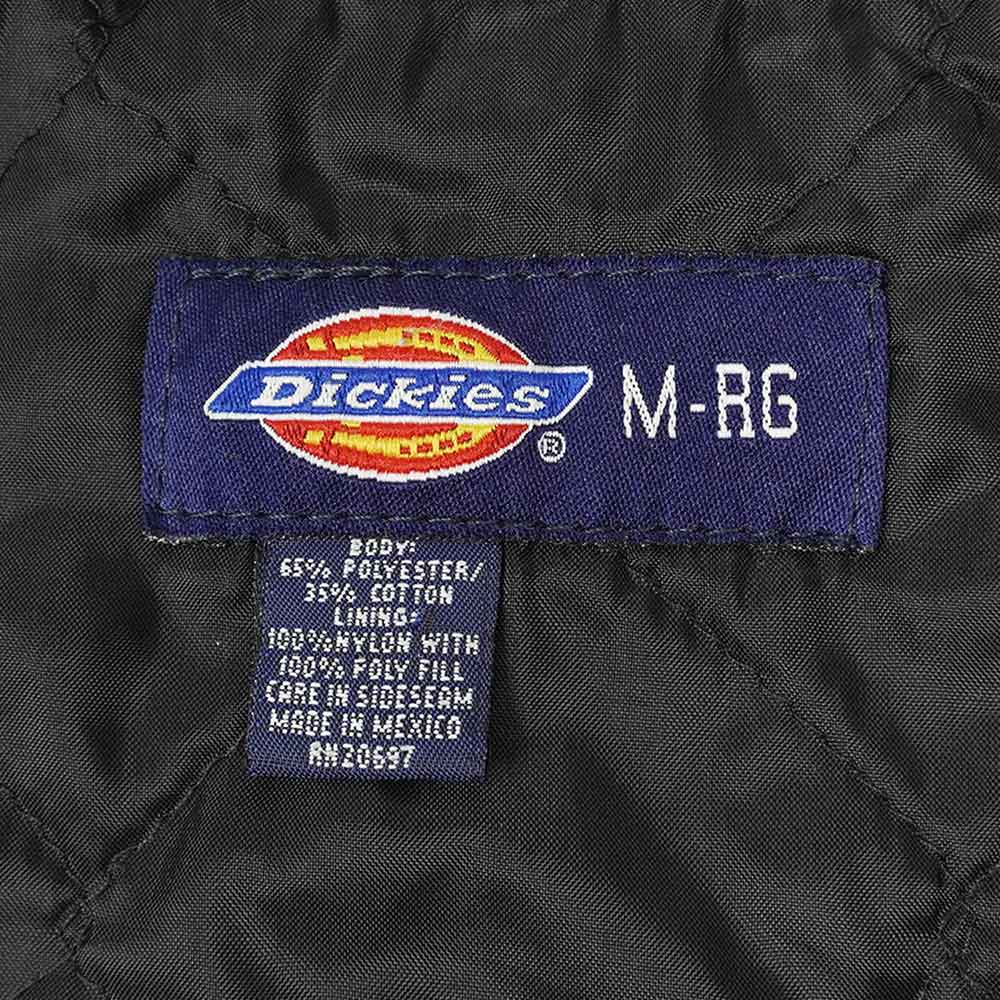 Dickies
®
M-RG
BODY:
65% POLYESTER/
35% COTTON
LINING:
100%NYLON WITH
100% POLY FILL
CARE IN SIDESEAM
MADE IN MEXICO
RN20697